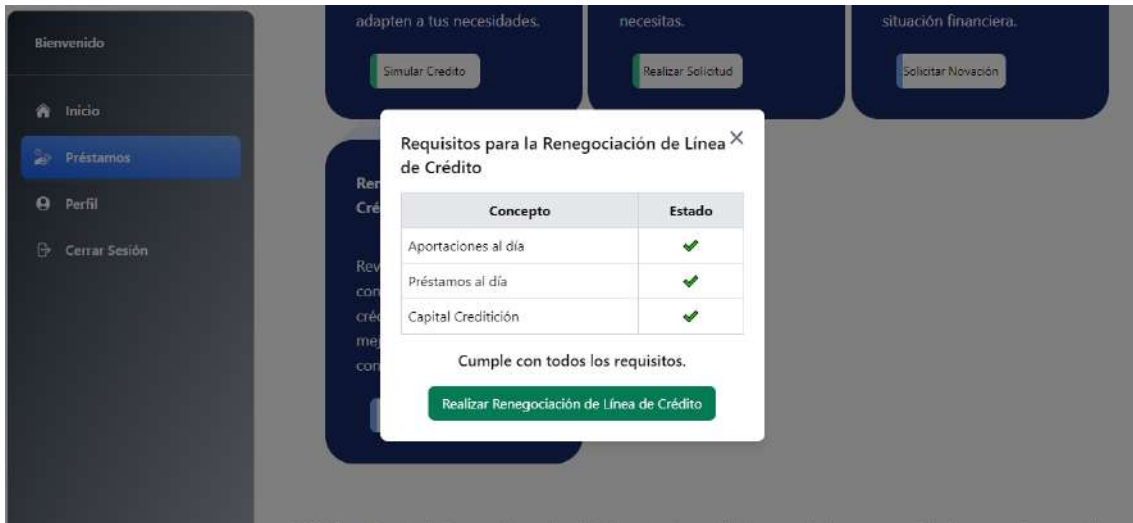 adapten a tus necesidades.
necesitas.
situación financiera.
Simular Credito
Realizar Solicitud
Solicitar Novación
Bienvenido
Inicio
Préstamos
Perfil
Cerrar Sesión
Requisitos para la Renegociación de Línea
de Crédito
Concepto Estado
Aportaciones al día
Préstamos al día
Capital Creditición
Cumple con todos los requisitos.
Realizar Renegociación de Línea de Crédito